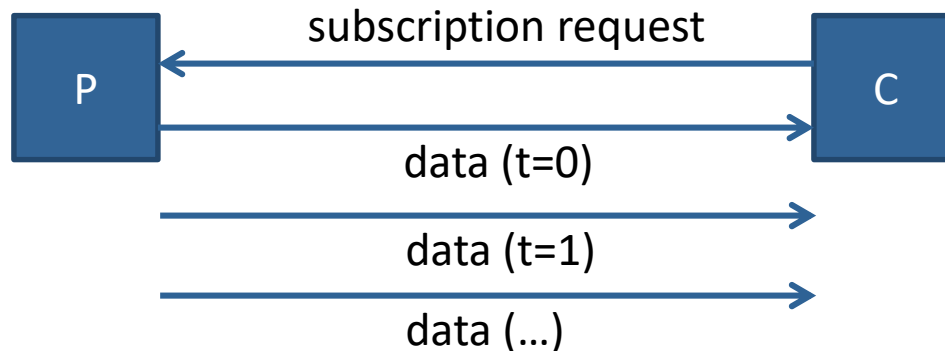 subscription request
P
C
data (t=0)
data (t=1)
data (...)